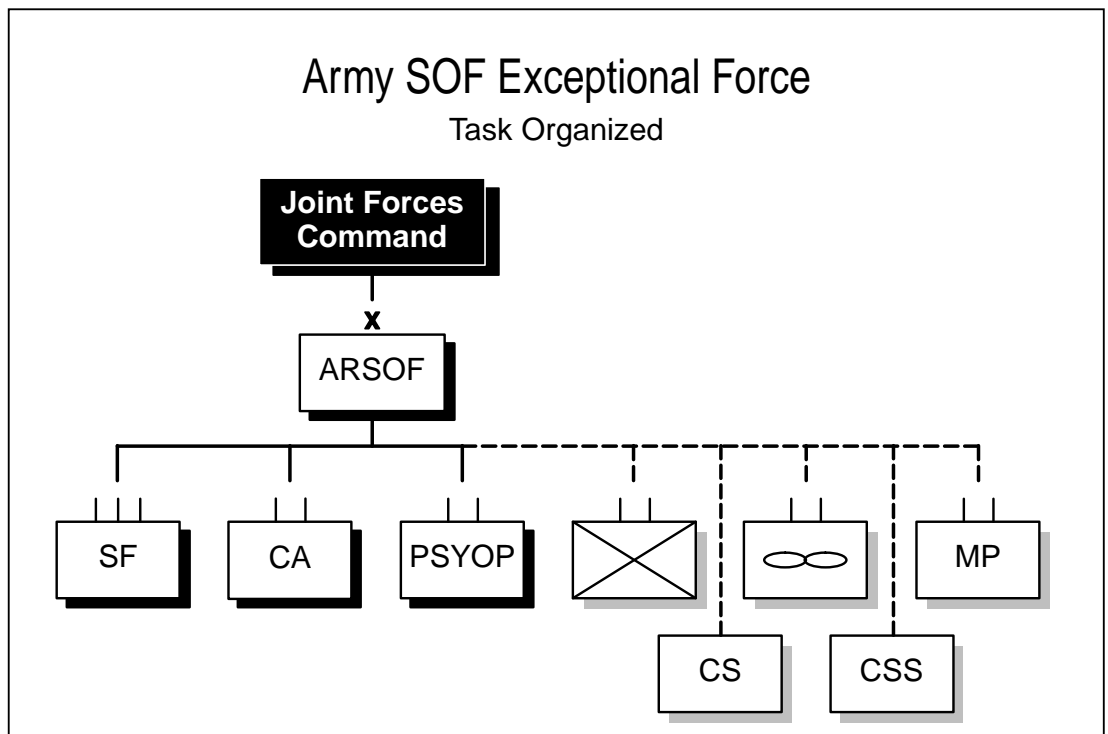 Army SOF Exceptional Force
Task Organized
Joint Forces
Command
x
ARSOF
SF
CA
PSYOP
MP
CS
CSS